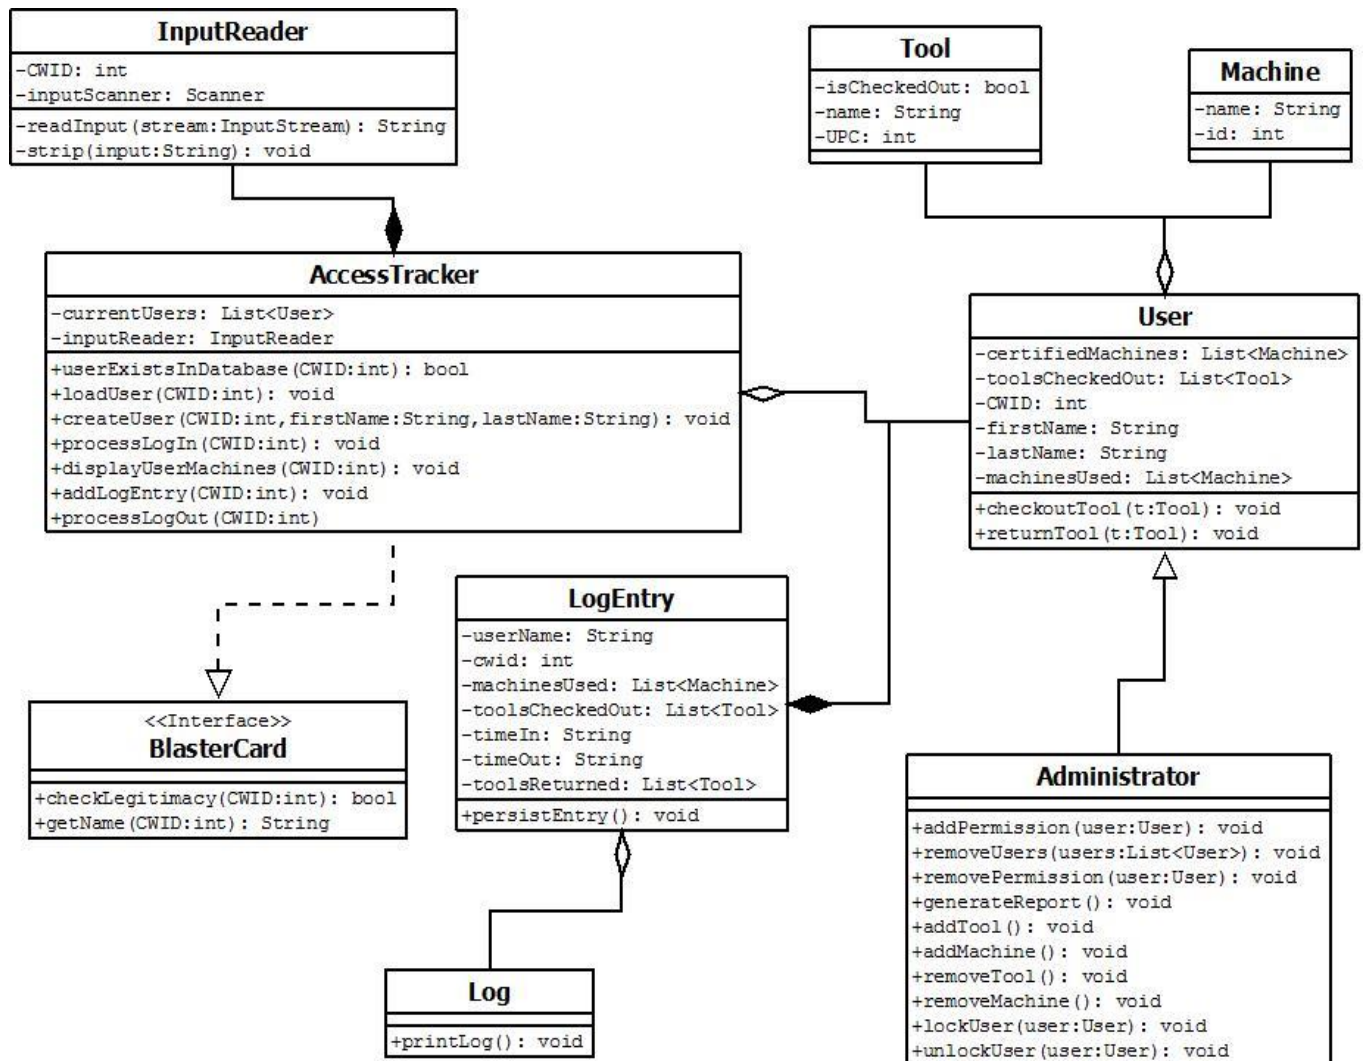 InputReader
-CWID: int
-inputScanner: Scanner
-readInput(stream:InputStream): String
-strip(input:String): void
Tool
-isCheckedOut: bool
-name: String
-UPC: int
Machine
-name: String
-id: int
AccessTracker
-currentUsers: List<User>
-inputReader: InputReader
+userExistsInDatabase(CWID:int): bool
+loadUser(CWID:int): void
+createUser(CWID:int,firstName:String,lastName:String): void
+processLogIn(CWID:int): void
+displayUserMachines(CWID:int): void
+addLogEntry(CWID:int): void
+processLogOut(CWID:int)
User
-certifiedMachines: List<Machine>
-toolsCheckedOut: List<Tool>
-CWID: int
-firstName: String
-lastName: String
-machinesUsed: List<Machine>
+checkoutTool(t:Tool): void
+returnTool(t:Tool): void
LogEntry
-userName: String
-cwid: int
-machinesUsed: List<Machine>
-toolsCheckedOut: List<Tool>
-timeIn: String
-timeOut: String
-toolsReturned: List<Tool>
+persistEntry(): void
<<Interface>>
BlasterCard
+checkLegitimacy(CWID:int): bool
+getName(CWID:int): String
Administrator
+addPermission(user:User): void
+removeUsers(users:List<User>): void
+removePermission(user:User): void
+generateReport(): void
+addTool(): void
+addMachine(): void
+removeTool(): void
+removeMachine(): void
+lockUser(user:User): void
+unlockUser(user:User): void
Log
+printLog(): void